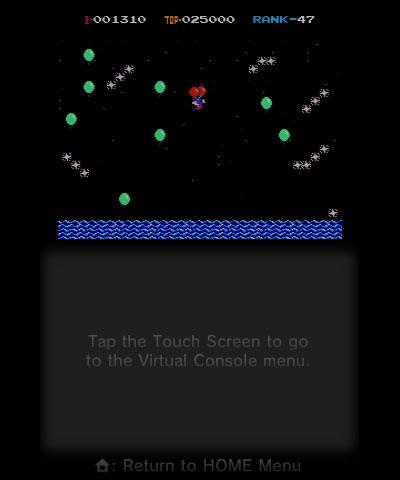 I-001310 TOP-025000 RANK-47
Tap the Touch Screen to go
to the Virtual Console menu.
: Return to HOME Menu